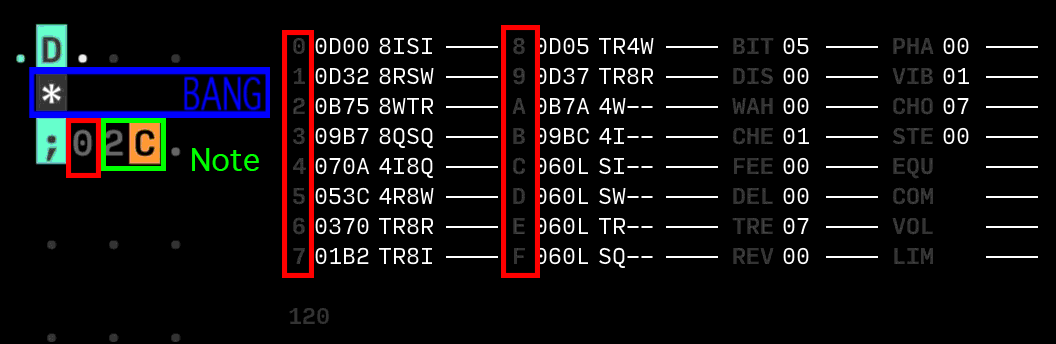 .D.
* BANG
;02C.
Note
0 0D00 8ISI 8 0D05 TR4W BIT 05 PHA 00
1 0D32 8RSW 9 0D37 TR8R DIS 00 VIB 01
2 0B75 8WTR A 0B7A 4W-- WAH 00 CHO 07
3 09B7 8QSQ B 09BC 4I-- CHE 01 STE 00
4 070A 4I8Q C 060L SI-- FEE 00 EQU
5 053C 4R8W D 060L SW-- DEL 00 COM
6 0370 TR8R E 060L TR-- TRE 07 VOL
7 01B2 TR8I F 060L SQ-- REV 00 LIM
120